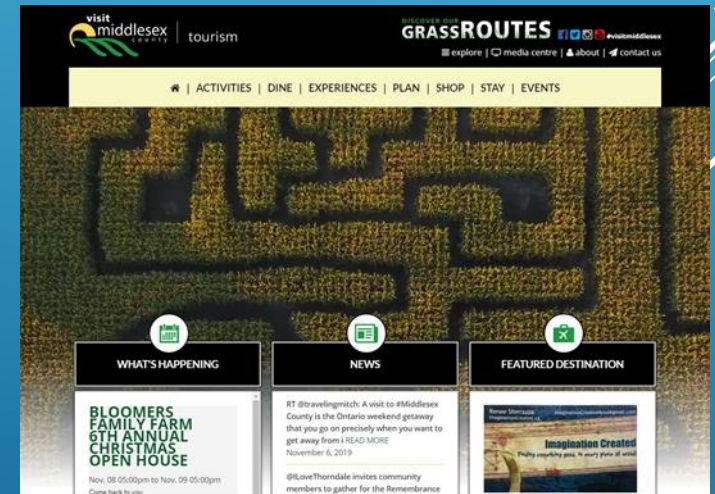 visit
middlesex
county
tourism
DISCOVER OUR
GRASSROUTES
#visitmiddlesex
explore | media centre | about | contact us
| ACTIVITIES | DINE | EXPERIENCES | PLAN | SHOP | STAY | EVENTS
WHAT'S HAPPENING
BLOOMERS
FAMILY FARM
6TH ANNUAL
CHRISTMAS
OPEN HOUSE
Nov. 08 05:00pm to Nov. 09 05:00pm
Come back to you
NEWS
RT @travelingmitch: A visit to #Middlesex
County is the Ontario weekend getaway
that you go on precisely when you want to
get away from i READ MORE
November 6, 2019
@ILoveThorndale invites community
members to gather for the Remembrance
FEATURED DESTINATION
Imagination Created